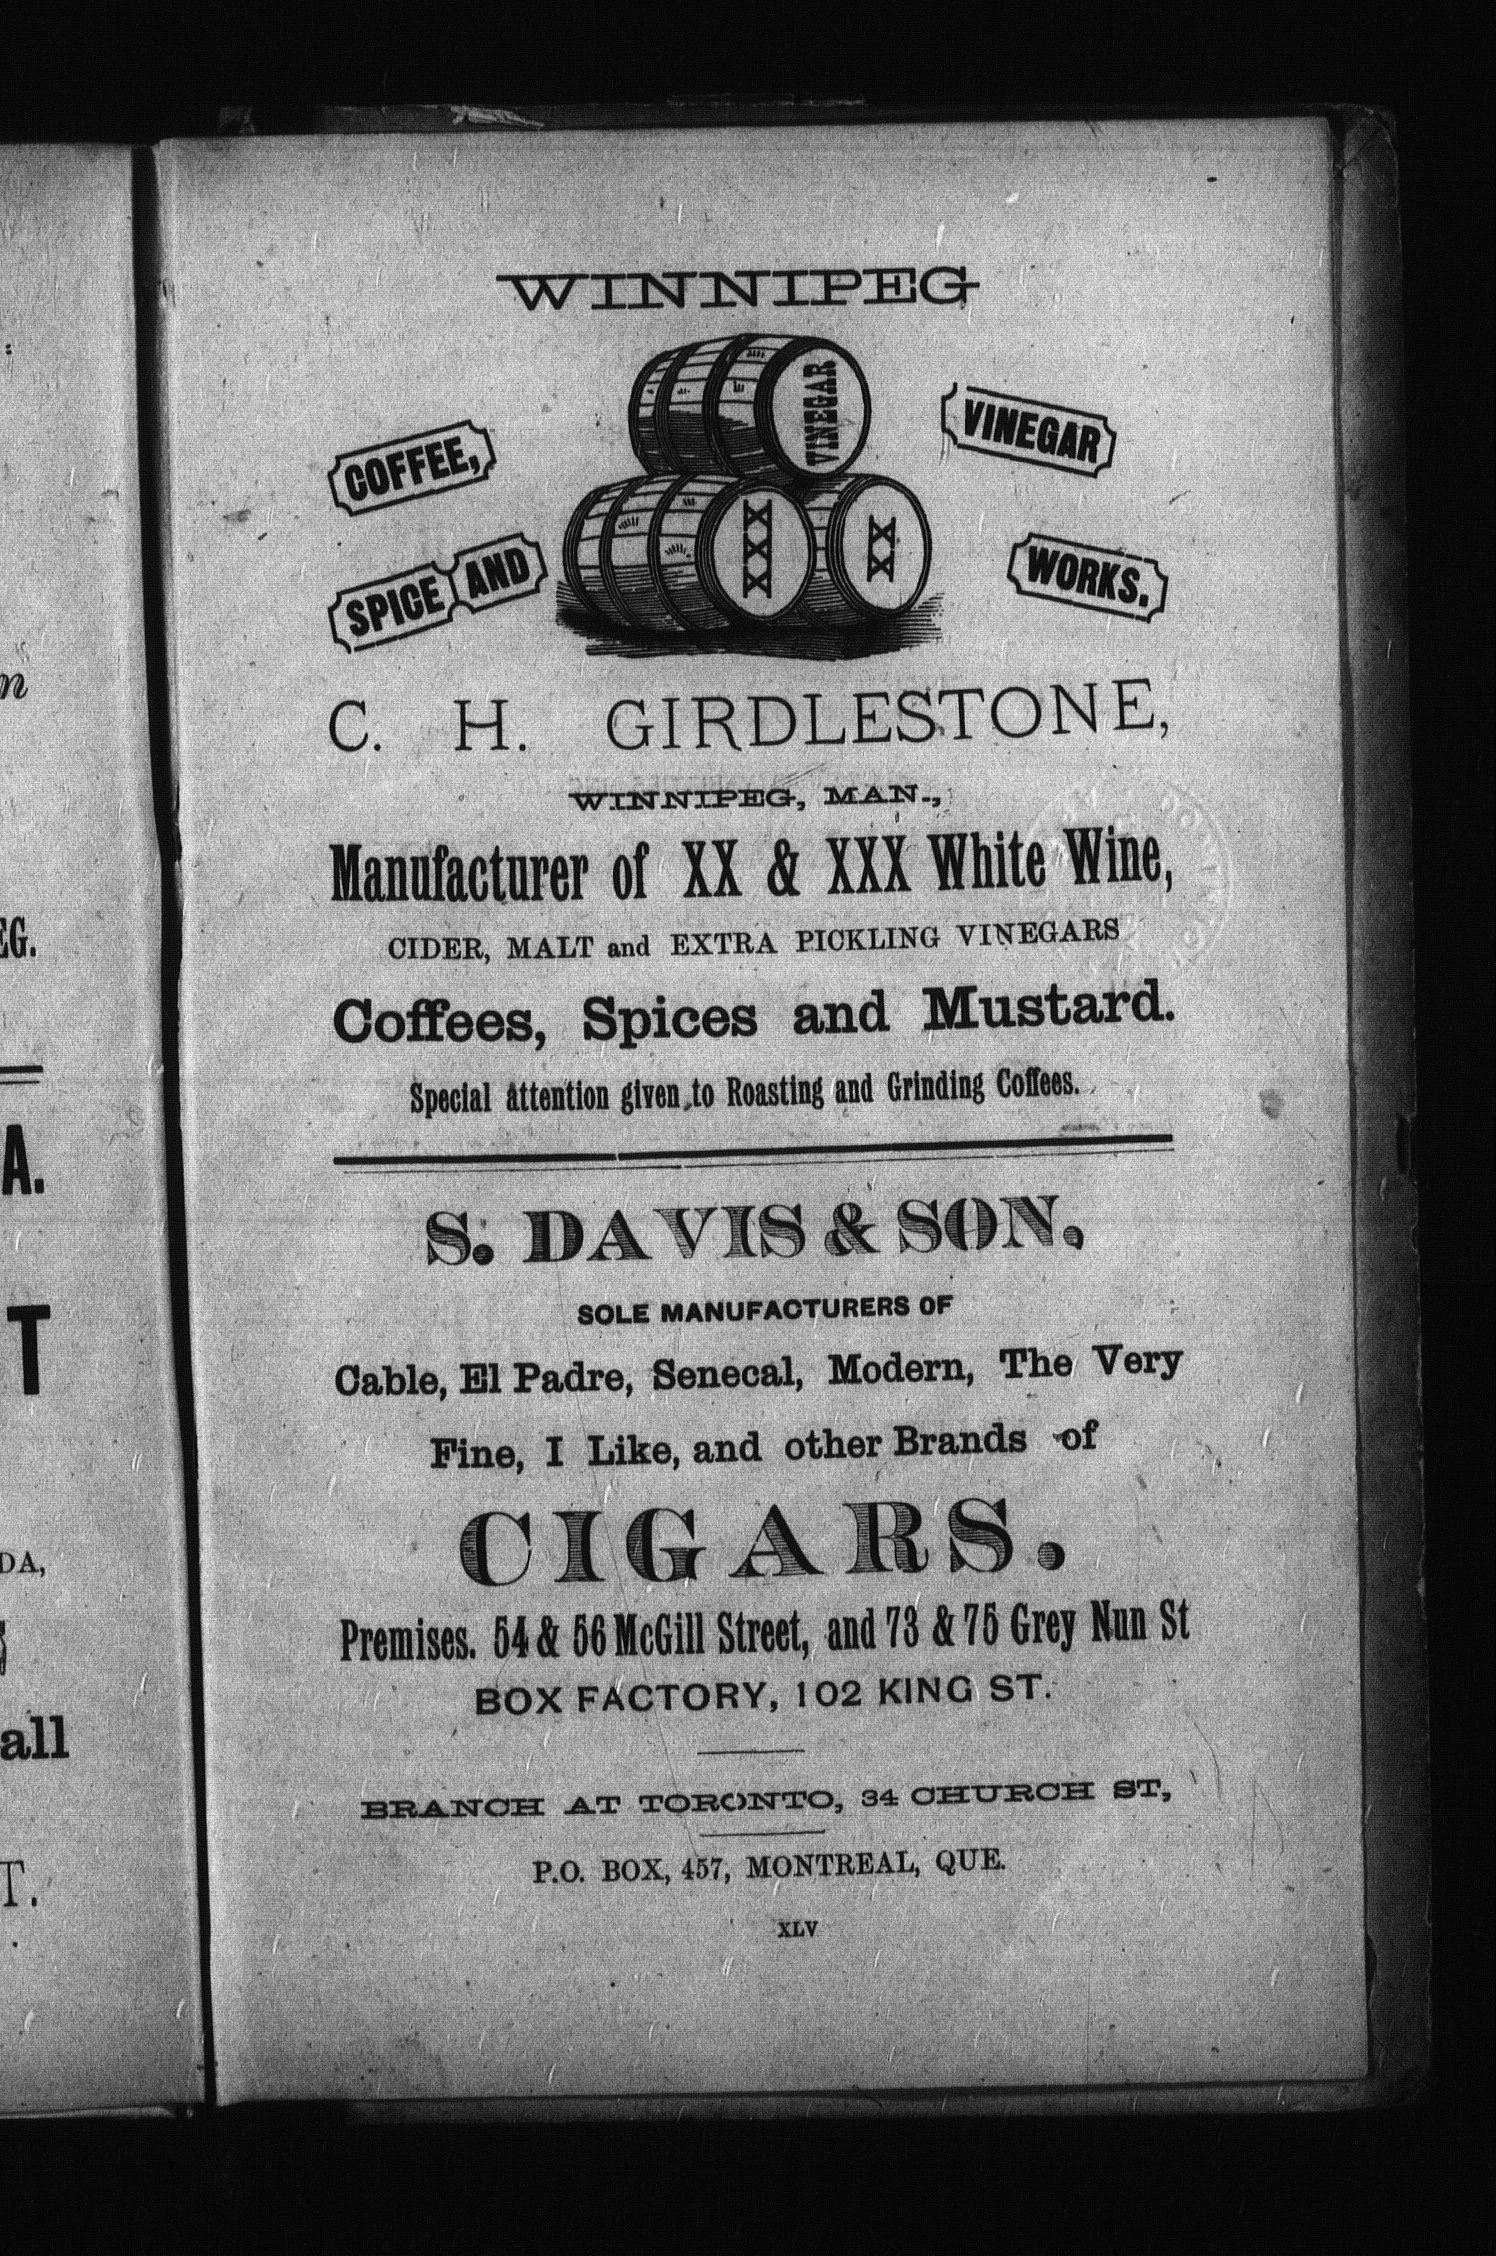 WINNIPEG
COFFEE,
SPICE AND
VINEGAR
XXX
XX
VINEGAR
WORKS.
C. H. GIRDLESTONE,
WINNIPEG, MAN.,
Manufacturer of XX & XXX White Wine,
CIDER, MALT and EXTRA PICKLING VINEGARS
Coffees, Spices and Mustard.
Special attention given to Roasting and Grinding Coffees.
S. DAVIS & SON.
SOLE MANUFACTURERS OF
Cable, El Padre, Senecal, Modern, The Very
Fine, I Like, and other Brands of
CIGARS.
Premises. 54 & 56 McGill Street, and 73 & 75 Grey Nun St
BOX FACTORY, 102 KING ST.
BRANCH AT TORONTO, 34 CHURCH ST,
P.O. BOX, 457, MONTREAL, QUE.
XLV